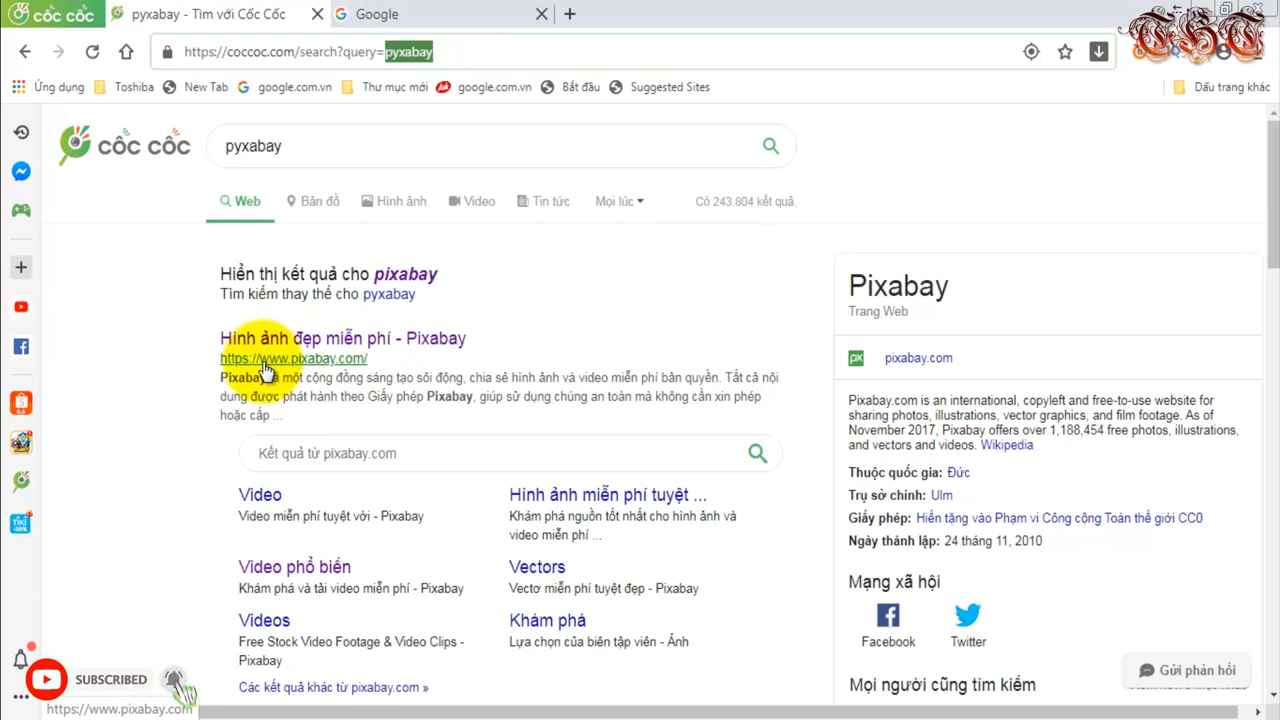 cốc cốc
pyxabay - Tìm với Cốc Cốc
Google
https://coccoc.com/search?query=pyxabay
TBT
Ứng dụng
Toshiba
New Tab
google.com.vn
Thư mục mới
google.com.vn
Bắt đầu
Suggested Sites
Dấu trang khác
cốc cốc
pyxabay
Web
Bản đồ
Hình ảnh
Video
Tin tức
Mọi lúc
Có 243.804 kết quả.
Hiển thị kết quả cho pixabay
Tìm kiếm thay thế cho pyxabay
Hình ảnh đẹp miễn phí - Pixabay
https://www.pixabay.com/
Pixabay là một cộng đồng sáng tạo sôi động, chia sẻ hình ảnh và video miễn phí bản quyền. Tất cả nội
dung được phát hành theo Giấy phép Pixabay, giúp sử dụng chúng an toàn mà không cần xin phép
hoặc cấp ...
Kết quả từ pixabay.com
Video
Video miễn phí tuyệt vời - Pixabay
Hình ảnh miễn phí tuyệt ...
Khám phá nguồn tốt nhất cho hình ảnh và
video miễn phí ...
Video phổ biến
Khám phá và tải video miễn phí - Pixabay
Vectors
Vectơ miễn phí tuyệt đẹp - Pixabay
Videos
Free Stock Video Footage & Video Clips -
Pixabay
Khám phá
Lựa chọn của biên tập viên - Ảnh
Các kết quả khác từ pixabay.com »
Pixabay
Trang Web
px
pixabay.com
Pixabay.com is an international, copyleft and free-to-use website for
sharing photos, illustrations, vector graphics, and film footage. As of
November 2017, Pixabay offers over 1,188,454 free photos, illustrations,
and vectors and videos. Wikipedia
Thuộc quốc gia: Đức
Trụ sở chính: Ulm
Giấy phép: Hiến tặng vào Phạm vi Công cộng Toàn thế giới CC0
Ngày thành lập: 24 tháng 11, 2010
Mạng xã hội
Facebook
Twitter
Mọi người cũng tìm kiếm
Gửi phản hồi
SUBSCRIBED
https://www.pixabay.com